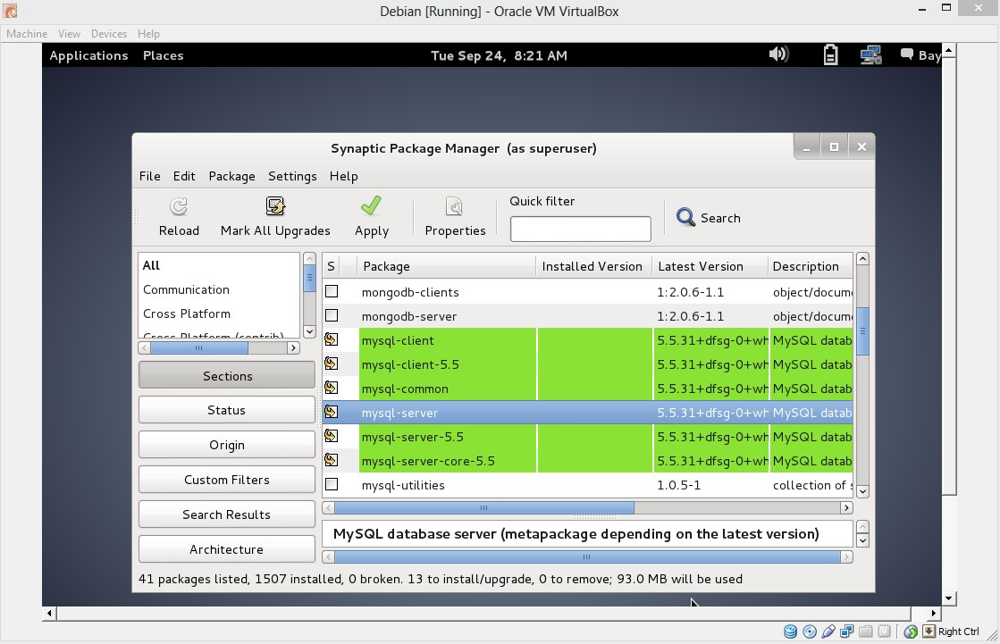 Debian [Running] - Oracle VM VirtualBox
Machine View Devices Help
Applications Places Tue Sep 24, 8:21 AM Bay
Synaptic Package Manager (as superuser)
File Edit Package Settings Help
Quick filter
Reload Mark All Upgrades Apply Properties Search
All
Communication
Cross Platform
Cross Platform (contrib)
Sections
Status
Origin
Custom Filters
Search Results
Architecture
S Package Installed Version Latest Version Description
mongodb-clients 1:2.0.6-1.1 object/docum
mongodb-server 1:2.0.6-1.1 object/docum
mysql-client 5.5.31+dfsg-0+wh MySQL datab
mysql-client-5.5 5.5.31+dfsg-0+wh MySQL datab
mysql-common 5.5.31+dfsg-0+wh MySQL datab
mysql-server 5.5.31+dfsg-0+wh MySQL datab
mysql-server-5.5 5.5.31+dfsg-0+wh MySQL datab
mysql-server-core-5.5 5.5.31+dfsg-0+wh MySQL datab
mysql-utilities 1.0.5-1 collection of s
MySQL database server (metapackage depending on the latest version)
41 packages listed, 1507 installed, 0 broken. 13 to install/upgrade, 0 to remove; 93.0 MB will be used
Right Ctrl